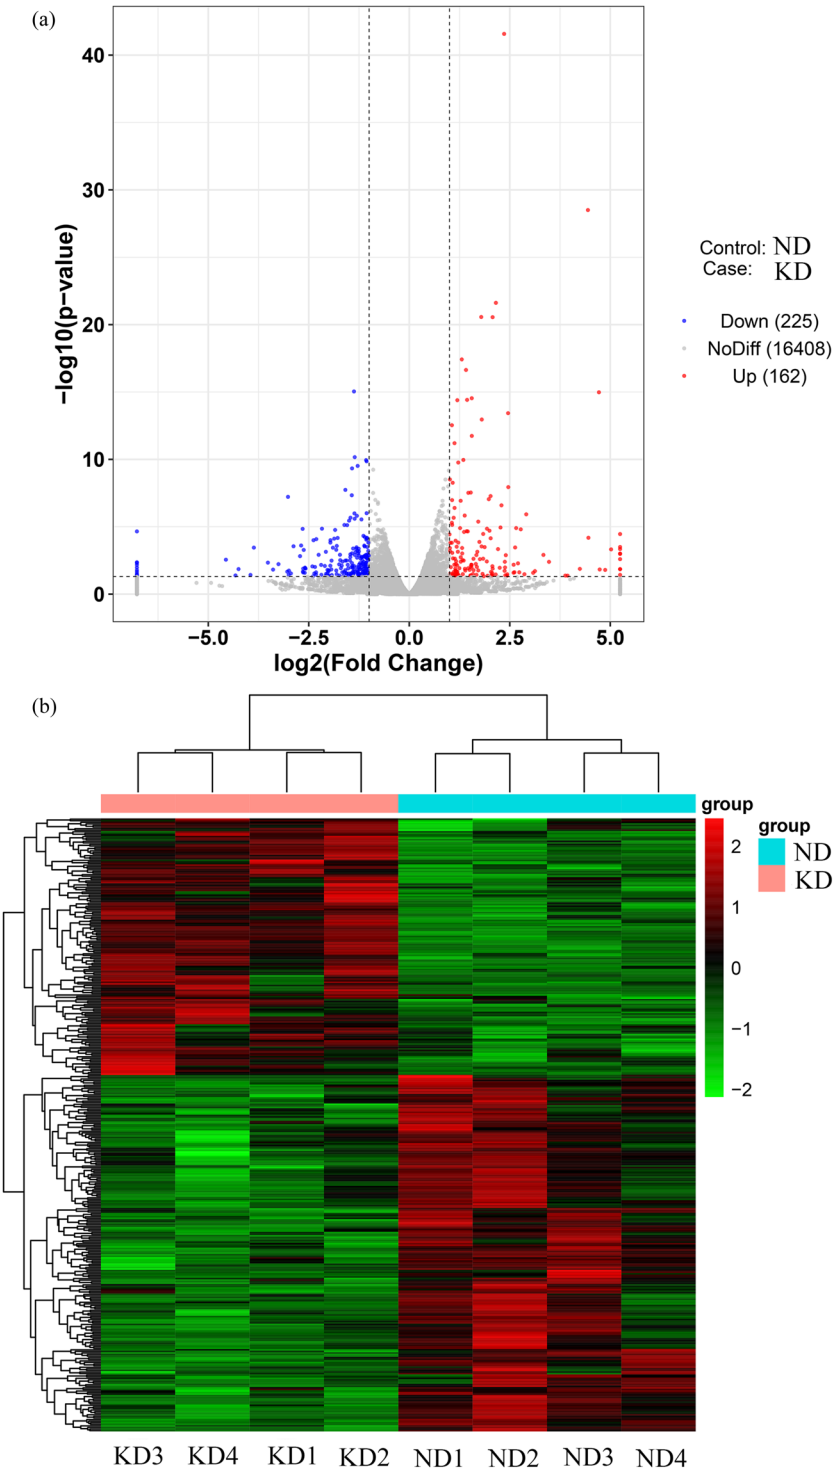 (a)
40
30
20
10
0
−log10(p−value)
−5.0 −2.5 0.0 2.5 5.0
log2(Fold Change)
Control: ND
Case: KD
Down (225)
NoDiff (16408)
Up (162)
(b)
group
2
1
0
−1
−2
group
ND
KD
KD3 KD4 KD1 KD2 ND1 ND2 ND3 ND4